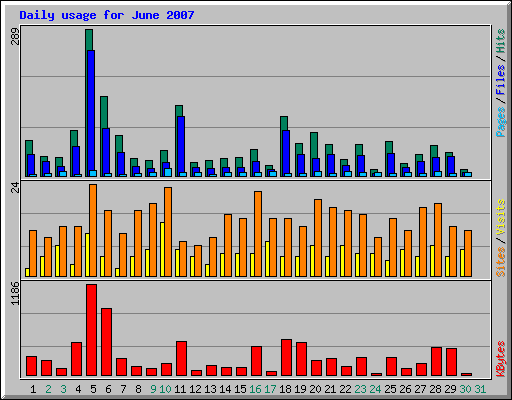 Daily usage for June 2007
289
Pages / Files / Hits
24
Sites / Visits
1186
KBytes
1 2 3 4 5 6 7 8 9 10 11 12 13 14 15 16 17 18 19 20 21 22 23 24 25 26 27 28 29 30 31